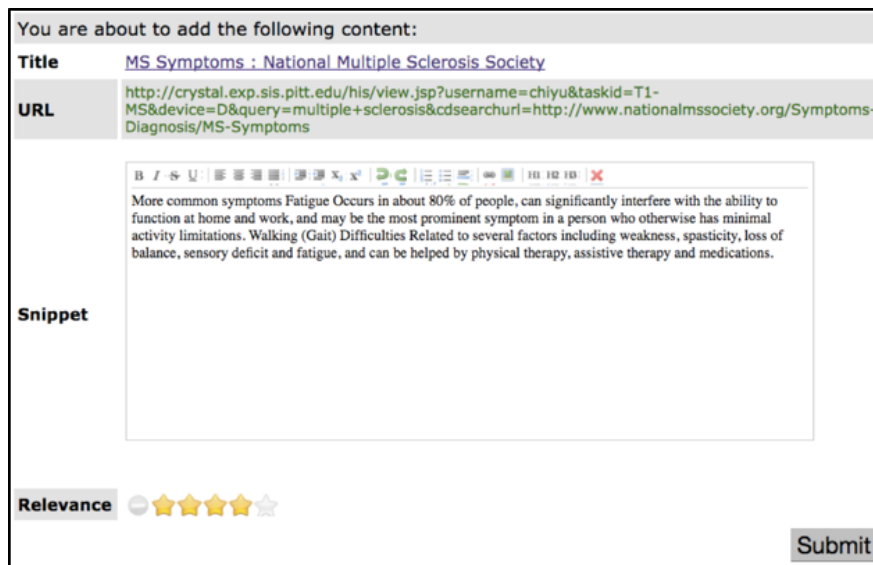 You are about to add the following content:
Title MS Symptoms : National Multiple Sclerosis Society
URL http://crystal.exp.sis.pitt.edu/his/view.jsp?username=chiyu&taskid=T1-
MS&device=D&query=multiple+sclerosis&cdsearchurl=http://www.nationalmssociety.org/Symptoms-
Diagnosis/MS-Symptoms
B I S U X₂ X² H1 H2 H3
More common symptoms Fatigue Occurs in about 80% of people, can significantly interfere with the ability to
function at home and work, and may be the most prominent symptom in a person who otherwise has minimal
activity limitations. Walking (Gait) Difficulties Related to several factors including weakness, spasticity, loss of
balance, sensory deficit and fatigue, and can be helped by physical therapy, assistive therapy and medications.
Snippet
Relevance
Submit